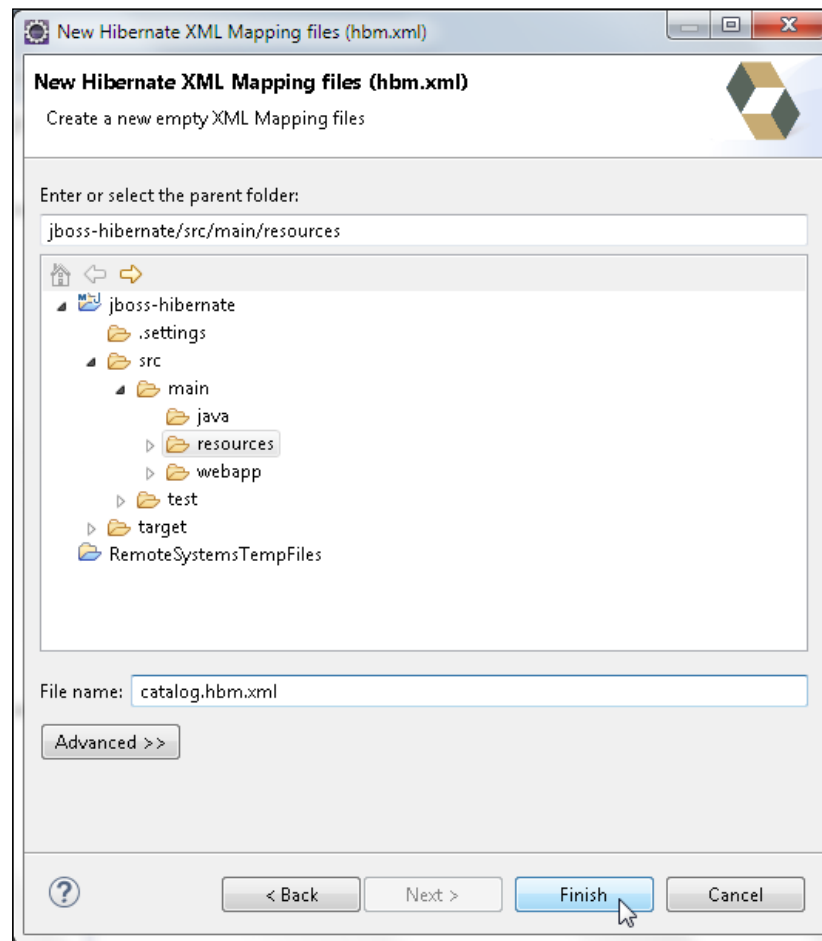 New Hibernate XML Mapping files (hbm.xml)
New Hibernate XML Mapping files (hbm.xml)
Create a new empty XML Mapping files
Enter or select the parent folder:
jboss-hibernate/src/main/resources
jboss-hibernate
.settings
src
main
java
resources
webapp
test
target
RemoteSystemsTempFiles
File name: catalog.hbm.xml
Advanced >>
? < Back Next > Finish Cancel